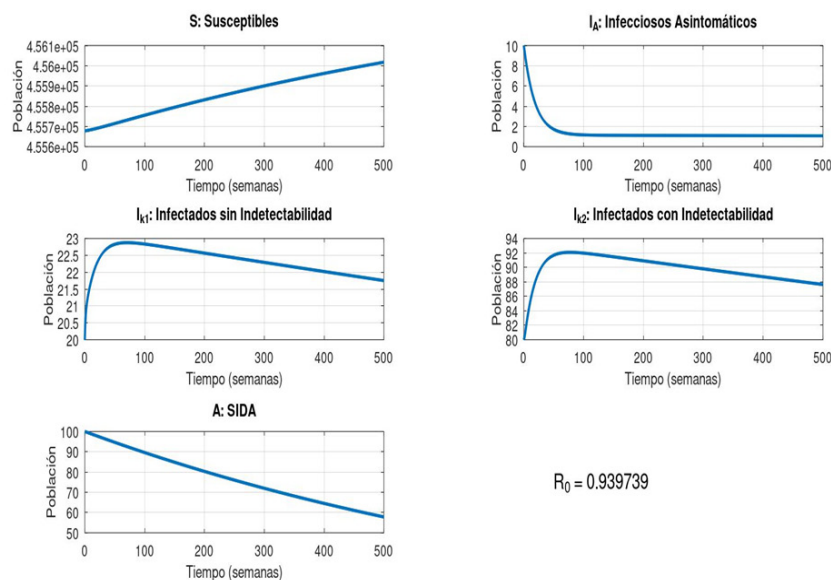 S: Susceptibles
Población
4.561e+05
4.56e+05
4.559e+05
4.558e+05
4.557e+05
4.556e+05
0 100 200 300 400 500
Tiempo (semanas)
I_A: Infecciosos Asintomáticos
Población
10
8
6
4
2
0
0 100 200 300 400 500
Tiempo (semanas)
I_k1: Infectados sin Indetectabilidad
Población
23
22.5
22
21.5
21
20.5
20
0 100 200 300 400 500
Tiempo (semanas)
I_k2: Infectados con Indetectabilidad
Población
94
92
90
88
86
84
82
80
0 100 200 300 400 500
Tiempo (semanas)
A: SIDA
Población
100
90
80
70
60
50
0 100 200 300 400 500
Tiempo (semanas)
R_0 = 0.939739